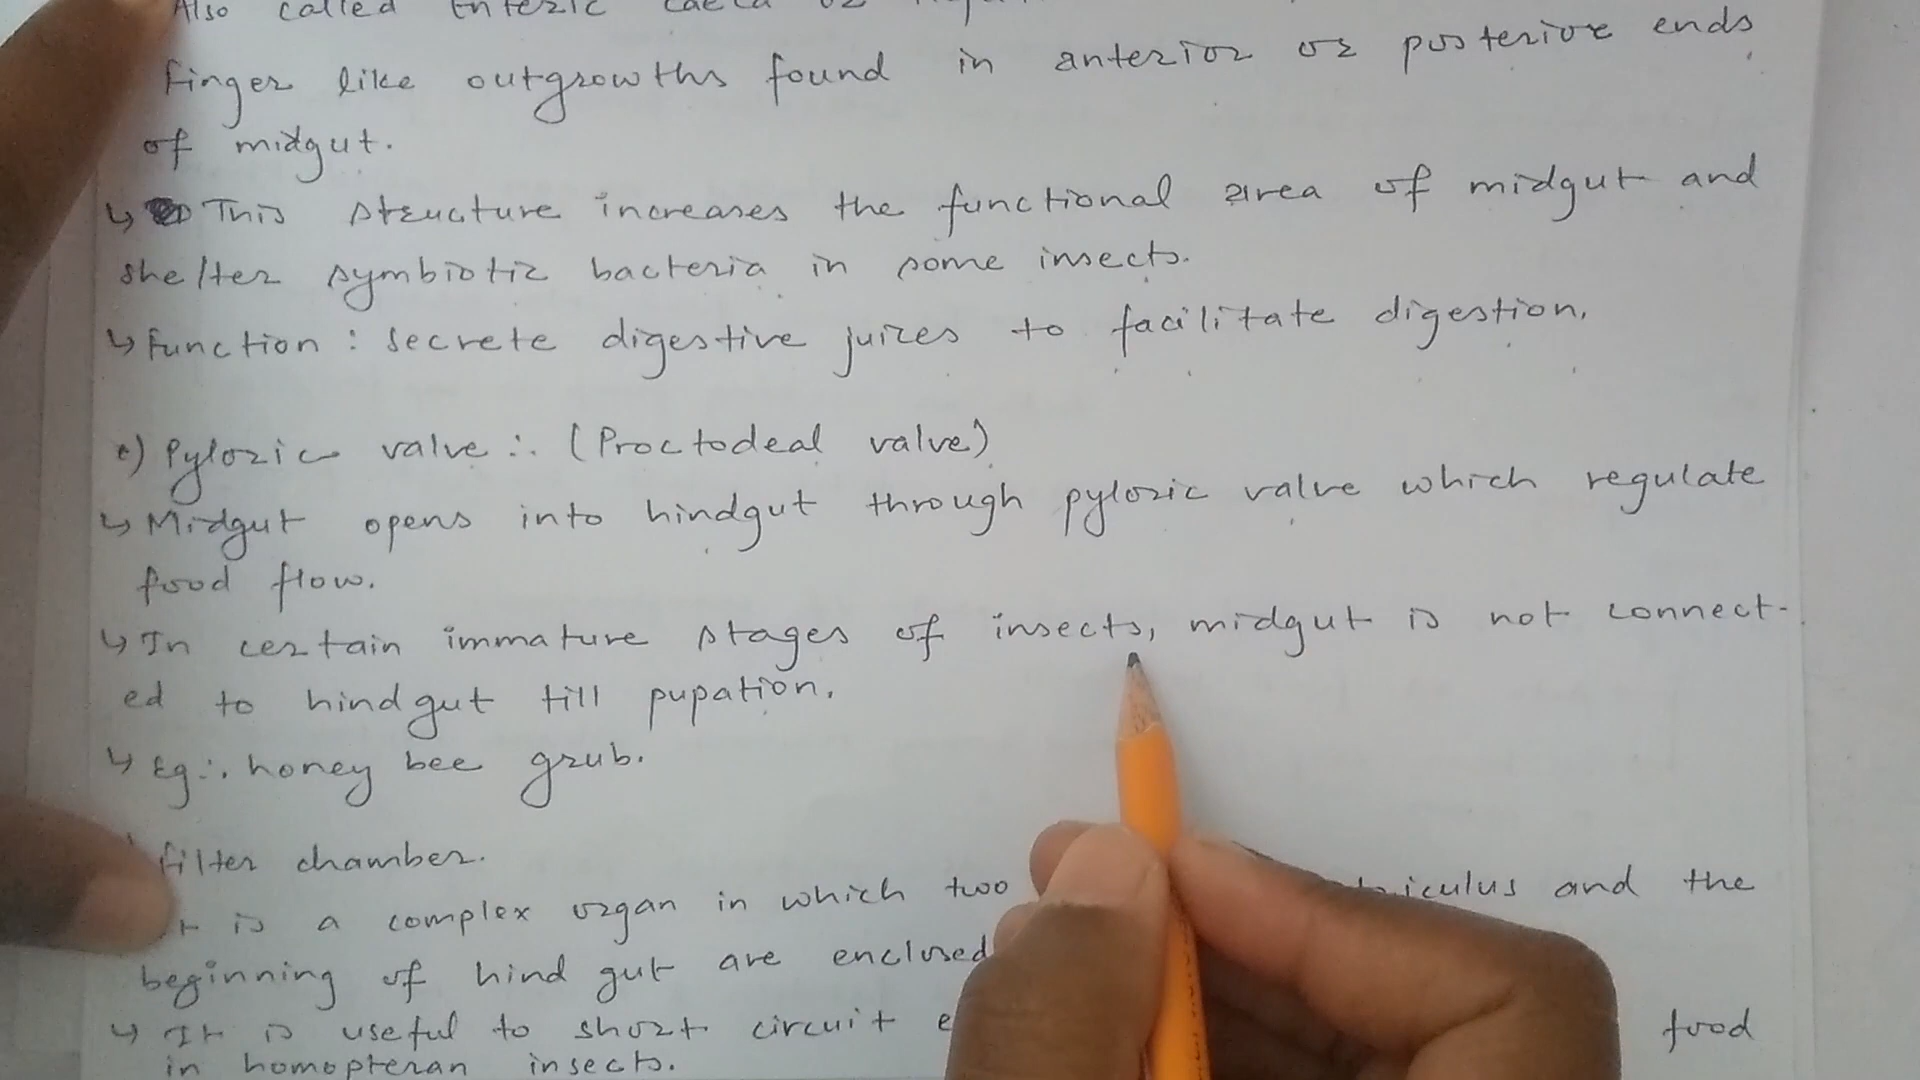 Also called Enteric caeca or
finger like outgrowths found in anterior or posterior ends
of midgut.
↳ This structure increases the functional area of midgut and
shelter symbiotic bacteria in some insects.
↳ function : secrete digestive juices to facilitate digestion.
e) Pyloric valve :. (Proctodeal valve)
↳ Midgut opens into hindgut through pyloric valve which regulate
food flow.
↳ In certain immature stages of insects, midgut is not connect-
ed to hindgut till pupation.
↳ Eg :. honey bee grub.
filter chamber.
It is a complex organ in which two and the
beginning of hind gut are enclosed
↳ It is useful to short circuit food
in homopteran insects.